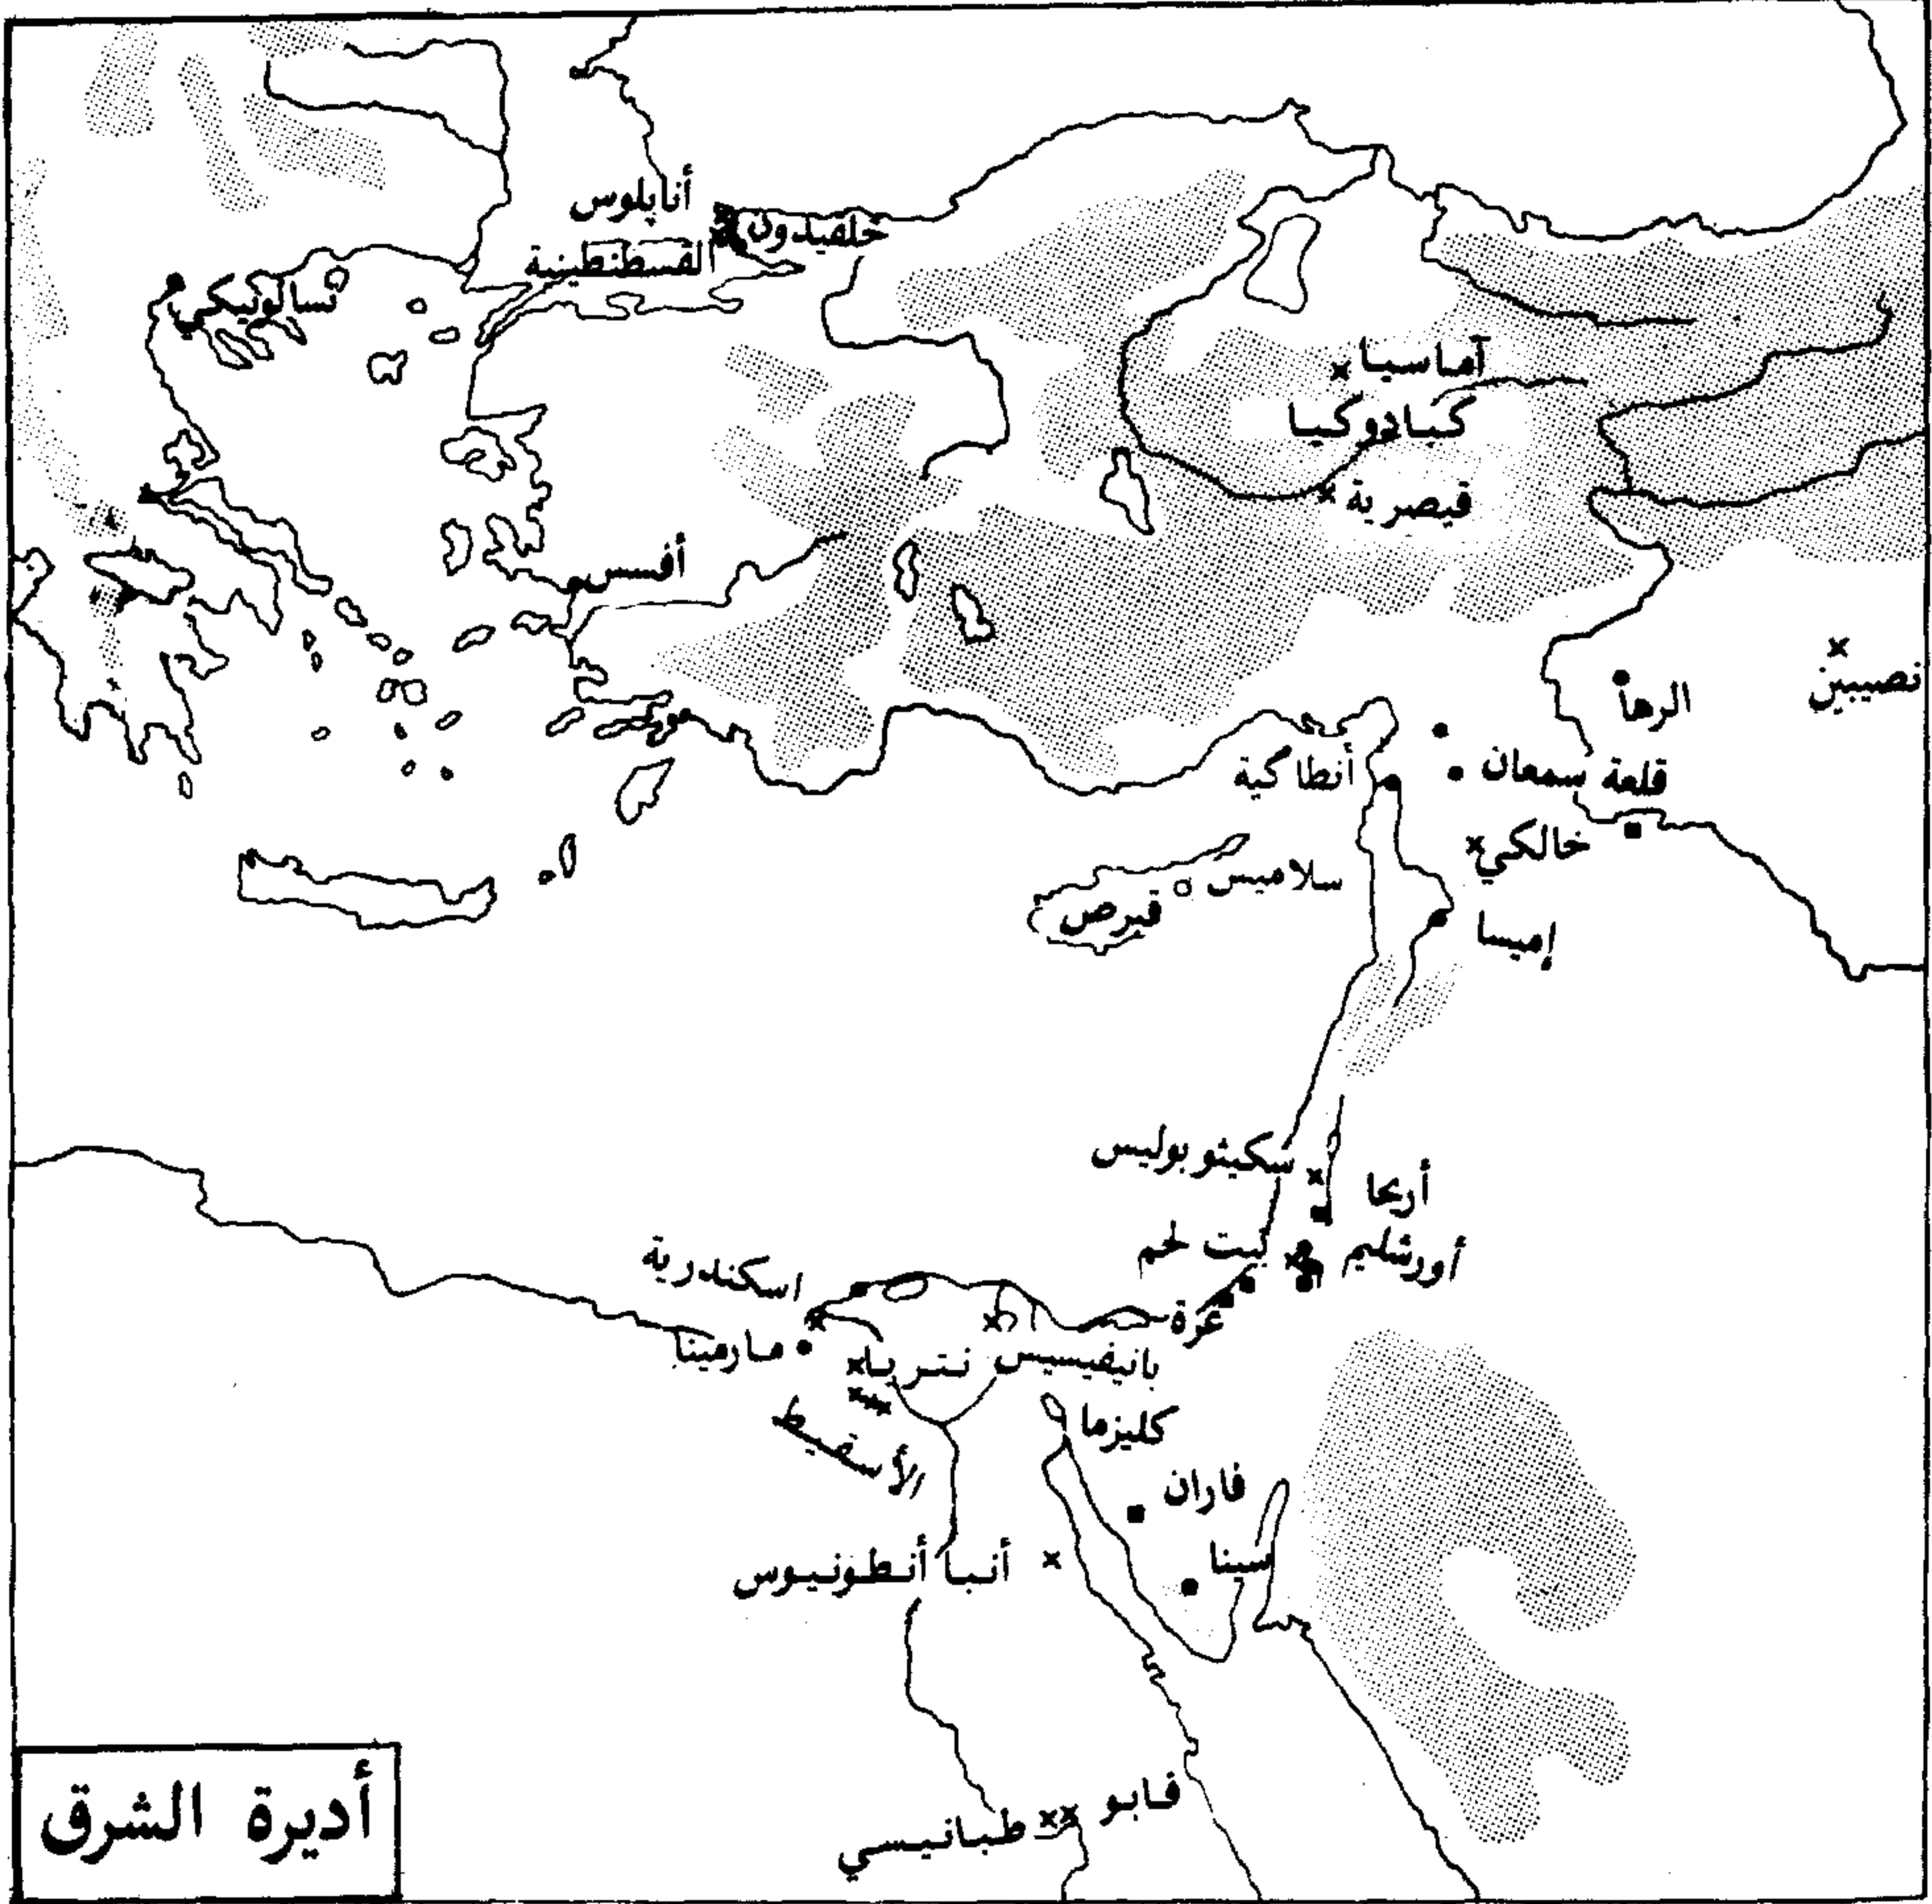 أناپلوس
خلقيدون
القسطنطينية
تسالونيكي
آماسيا
كبادوكيا
قيصرية
أفسس
نصيبين
الرها
أنطاكية
قلعة سمعان
خالكي
سلاميس
قبرص
إميسا
سكيثوبوليس
أريحا
بيت لحم
أورشليم
اسكندرية
غزة
مارمينا
نتريا
بانيفيسيس
كليزما
الأسقيط
فاران
سينا
أنبا أنطونيوس
فابو
طبانيسي
أديرة الشرق